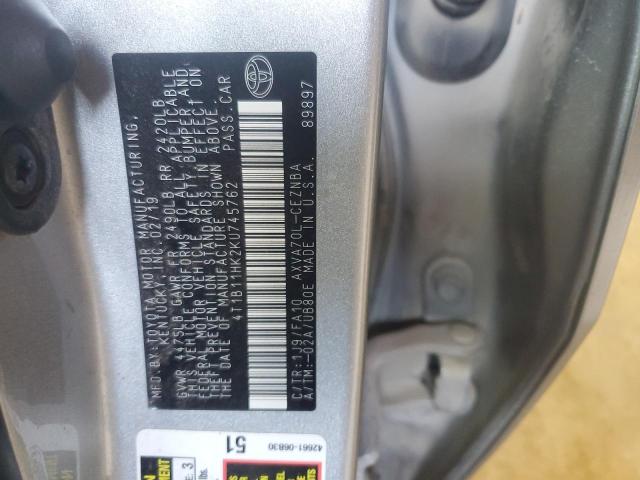 MFD.BY:TOYOTA MOTOR MANUFACTURING,
KENTUCKY, INC. 02/19
GVWR 4475LB GAWR FR 2490LB RR 2420LB
THIS VEHICLE CONFORMS TO ALL APPLICABLE
FEDERAL MOTOR VEHICLE SAFETY, BUMPER, AND
THEFT PREVENTION STANDARDS IN EFFECT ON
THE DATE OF MANUFACTURE SHOWN ABOVE.
4T1B11HK2KU745762 PASS.CAR
C/TR:1J9/FA10 AXVA70L-CEZNBA
A/TM:-02A/UB80E MADE IN U.S.A. 89897
42661-06B30
51